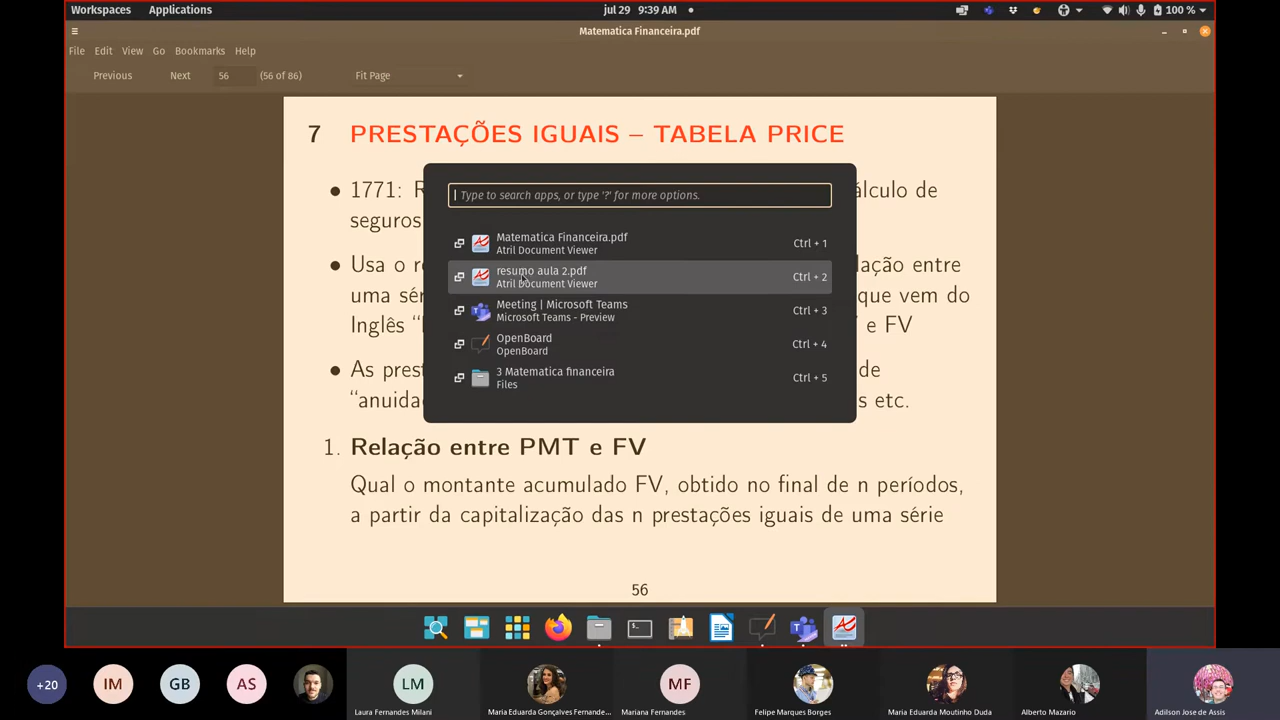 Workspaces Applications jul 29 9:39 AM 100 %
Matematica Financeira.pdf
File Edit View Go Bookmarks Help
Previous Next 56 (56 of 86) Fit Page
7 PRESTAÇÕES IGUAIS – TABELA PRICE
1771: R
álculo de
seguros
Usa o r
lação entre
uma sér
que vem do
Inglês
e FV
As pres
de
"anuida
s etc.
Type to search apps, or type '?' for more options.
Matematica Financeira.pdf Ctrl + 1
Atril Document Viewer
resumo aula 2.pdf Ctrl + 2
Atril Document Viewer
Meeting | Microsoft Teams Ctrl + 3
Microsoft Teams - Preview
OpenBoard Ctrl + 4
OpenBoard
3 Matematica financeira Ctrl + 5
Files
1. Relação entre PMT e FV
Qual o montante acumulado FV, obtido no final de n períodos,
a partir da capitalização das n prestações iguais de uma série
56
+20 IM GB AS LM MF
Laura Fernandes Milani Maria Eduarda Gonçalves Fernande... Mariana Fernandes Felipe Marques Borges Maria Eduarda Moutinho Duda Alberto Mazario Adilson Jose de Assis